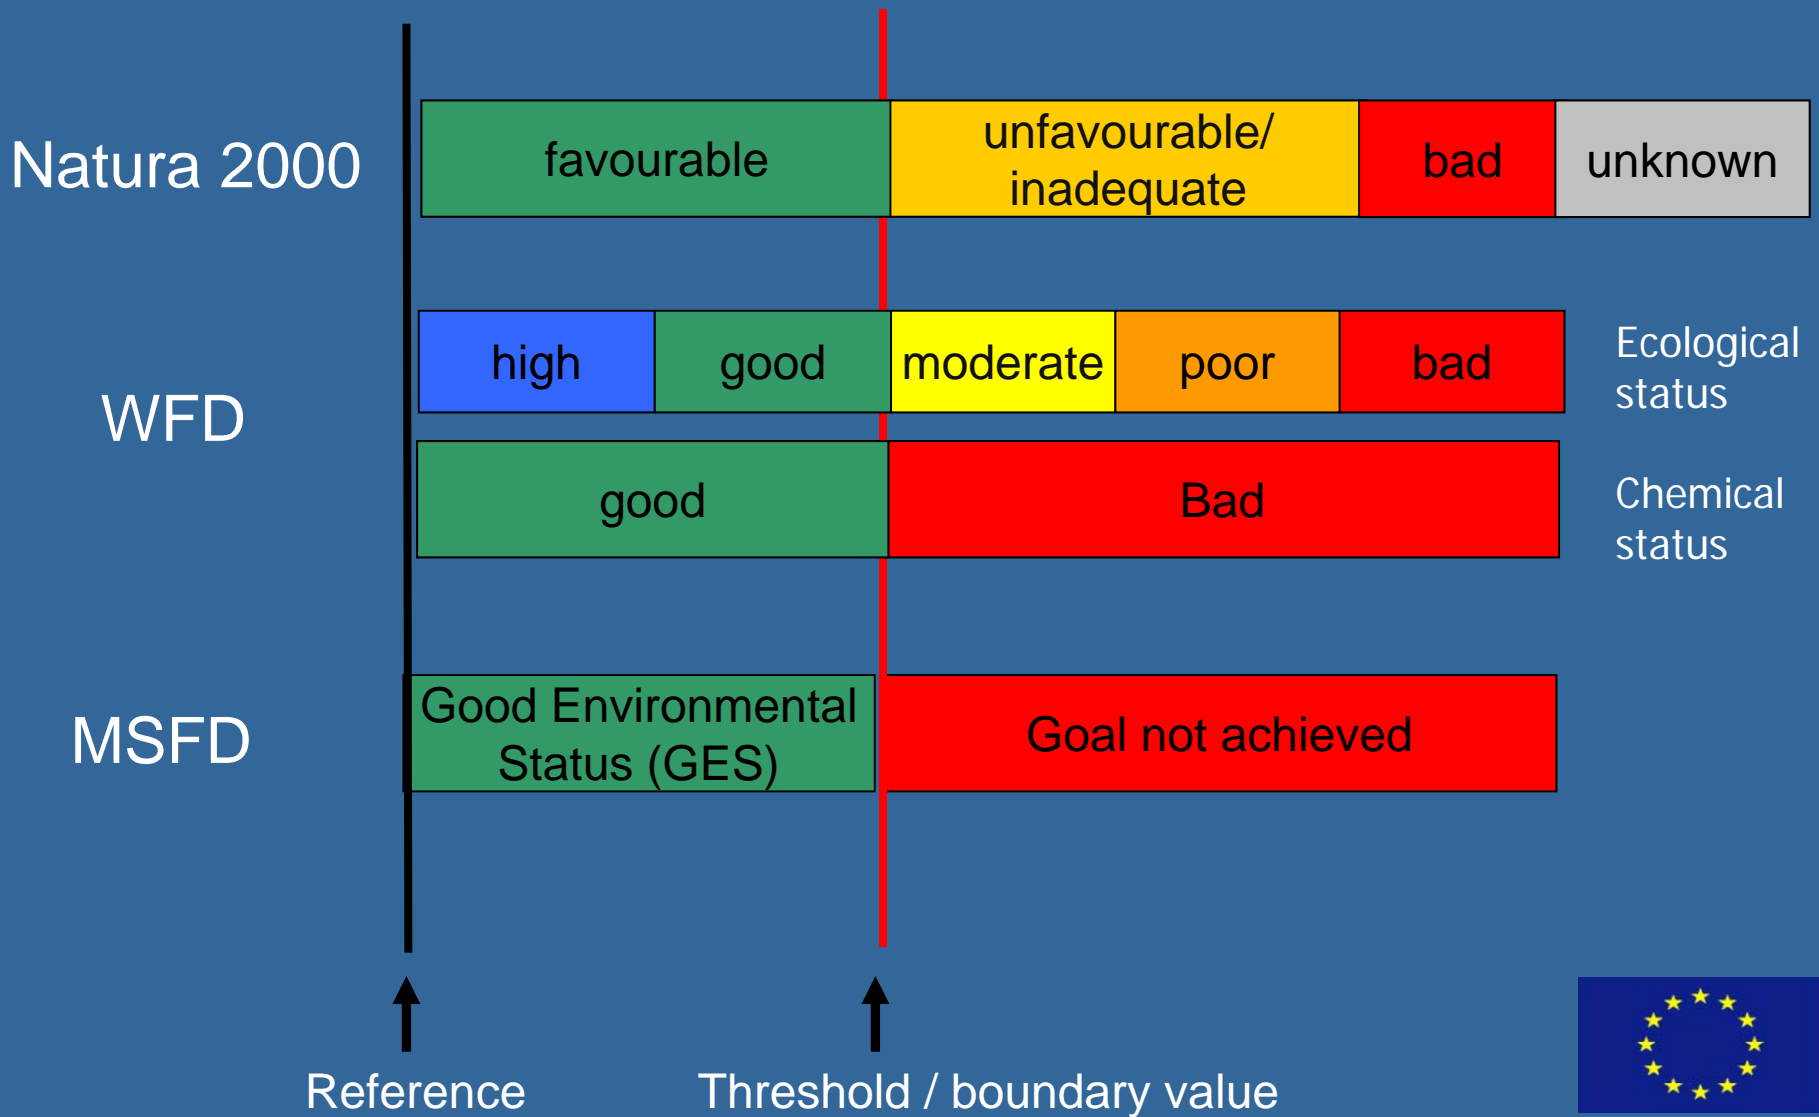 Natura 2000
favourable
unfavourable/
inadequate
bad
unknown
WFD
high
good
moderate
poor
bad
Ecological
status
good
Bad
Chemical
status
MSFD
Good Environmental
Status (GES)
Goal not achieved
Reference
Threshold / boundary value